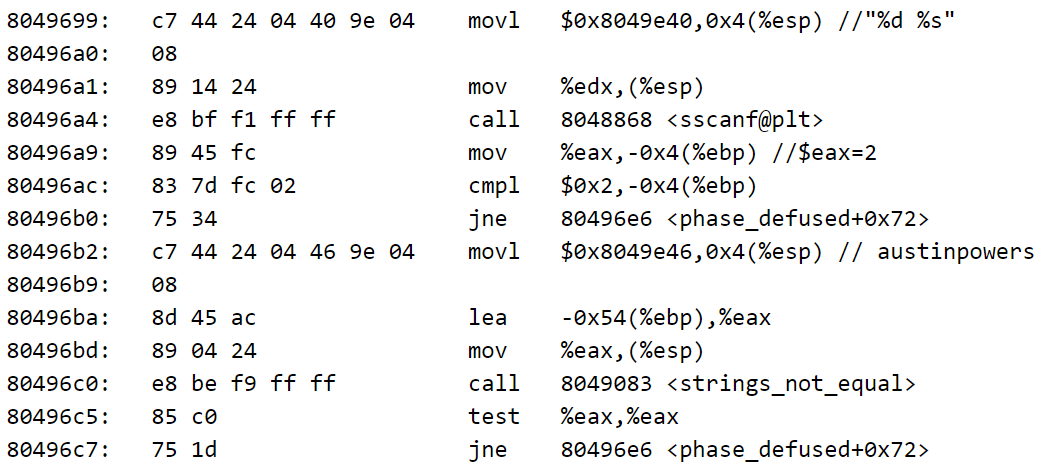 8049699: c7 44 24 04 40 9e 04 movl $0x8049e40,0x4(%esp) //"%d %s"
80496a0: 08
80496a1: 89 14 24 mov %edx,(%esp)
80496a4: e8 bf f1 ff ff call 8048868 <sscanf@plt>
80496a9: 89 45 fc mov %eax,-0x4(%ebp) //$eax=2
80496ac: 83 7d fc 02 cmpl $0x2,-0x4(%ebp)
80496b0: 75 34 jne 80496e6 <phase_defused+0x72>
80496b2: c7 44 24 04 46 9e 04 movl $0x8049e46,0x4(%esp) // austinpowers
80496b9: 08
80496ba: 8d 45 ac lea -0x54(%ebp),%eax
80496bd: 89 04 24 mov %eax,(%esp)
80496c0: e8 be f9 ff ff call 8049083 <strings_not_equal>
80496c5: 85 c0 test %eax,%eax
80496c7: 75 1d jne 80496e6 <phase_defused+0x72>